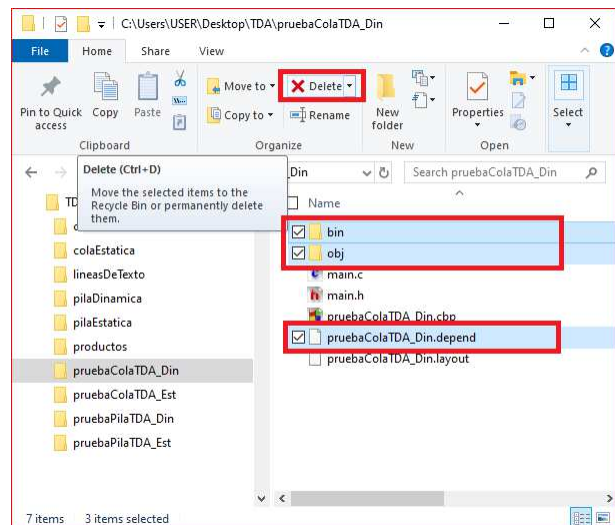 C:\Users\USER\Desktop\TDA\pruebaColaTDA_Din
File Home Share View
Pin to Quick access
Copy
Paste
Move to
Copy to
Delete
Rename
New folder
Properties
Select
Clipboard Organize New Open
_Din
Search pruebaColaTDA_Din
Delete (Ctrl+D)
Move the selected items to the
Recycle Bin or permanently delete
them.
Name
colaEstatica
lineasDeTexto
pilaDinamica
pilaEstatica
productos
pruebaColaTDA_Din
pruebaColaTDA_Est
pruebaPilaTDA_Din
pruebaPilaTDA_Est
bin
obj
main.c
main.h
pruebaColaTDA_Din.cbp
pruebaColaTDA_Din.depend
pruebaColaTDA_Din.layout
7 items 3 items selected